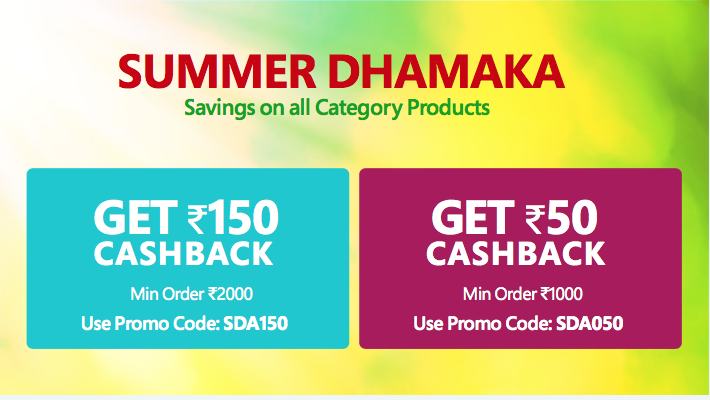 SUMMER DHAMAKA
Savings on all Category Products
GET ₹150
CASHBACK
Min Order ₹2000
Use Promo Code: SDA150
GET ₹50
CASHBACK
Min Order ₹1000
Use Promo Code: SDA050